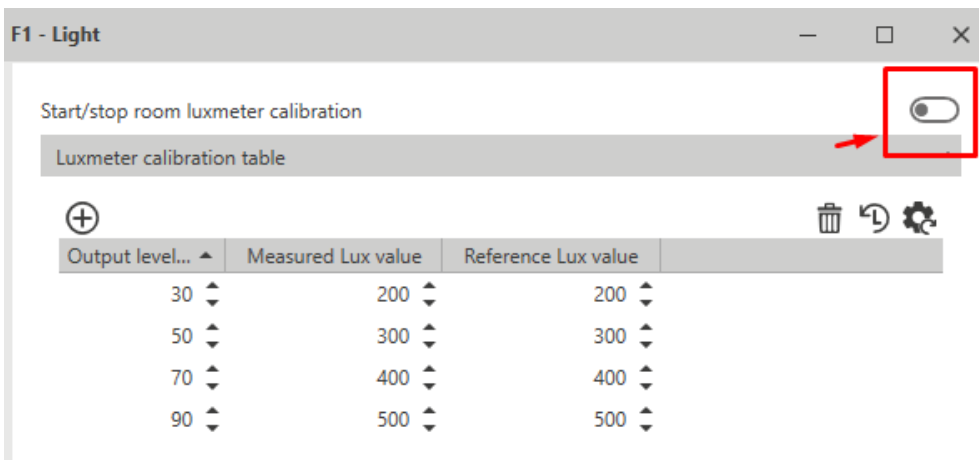 F1 - Light
Start/stop room luxmeter calibration
Luxmeter calibration table
Output level... Measured Lux value Reference Lux value
30 200 200
50 300 300
70 400 400
90 500 500